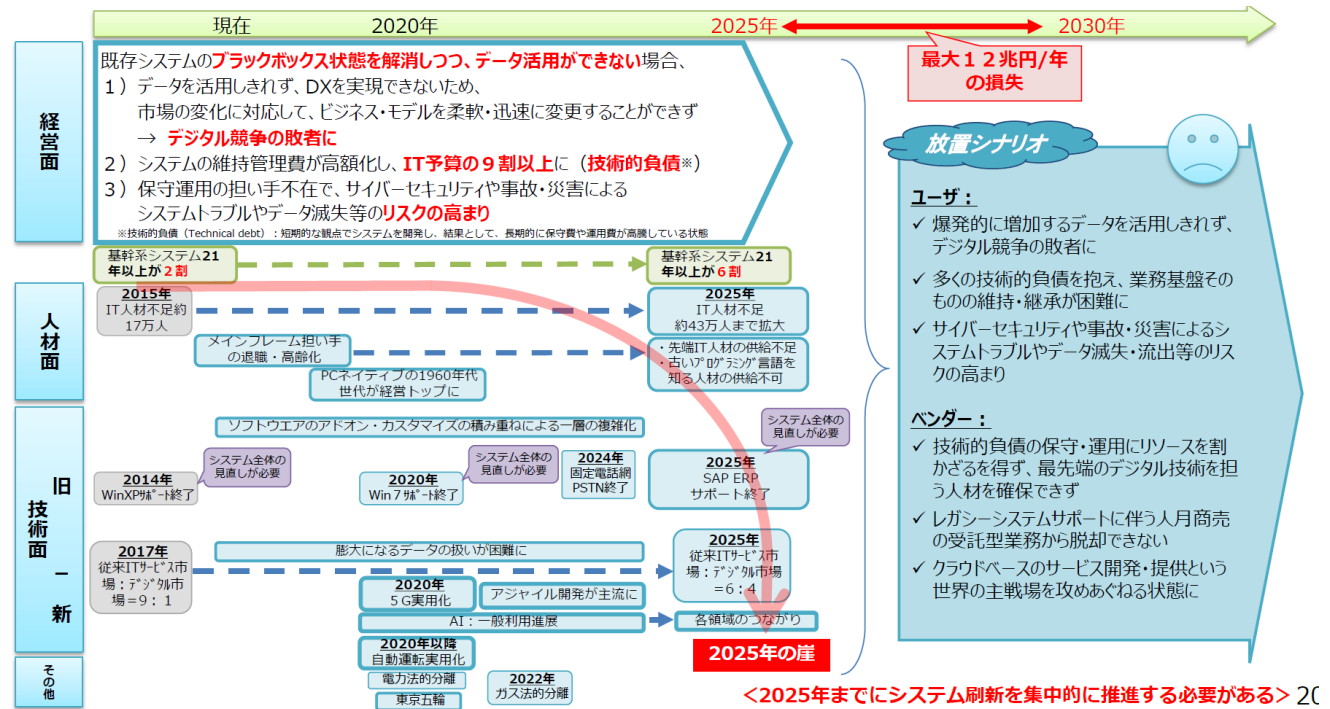 現在
2020年
2025年
2030年
最大12兆円/年
の損失
経営面
既存システムのブラックボックス状態を解消しつつ、データ活用ができない場合、
1)データを活用しきれず、DXを実現できないため、
市場の変化に対応して、ビジネス・モデルを柔軟・迅速に変更することができず
→ デジタル競争の敗者に
2)システムの維持管理費が高額化し、IT予算の9割以上に(技術的負債※)
3)保守運用の担い手不在で、サイバーセキュリティや事故・災害による
システムトラブルやデータ滅失等のリスクの高まり
※技術的負債(Technical debt):短期的な観点でシステムを開発し、結果として、長期的に保守費や運用費が高騰している状態
基幹系システム21
年以上が2割
基幹系システム21
年以上が6割
人材面
2015年
IT人材不足約
17万人
2025年
IT人材不足
約43万人まで拡大
メインフレーム担い手
の退職・高齢化
・先端IT人材の供給不足
・古いプログラミング言語を
知る人材の供給不可
PCネイティブの1960年代
世代が経営トップに
技術面
旧
ー
新
ソフトウエアのアドオン・カスタマイズの積み重ねによる一層の複雑化
2014年
WinXPサポート終了
システム全体の
見直しが必要
2020年
Win7サポート終了
システム全体の
見直しが必要
2024年
固定電話網
PSTN終了
システム全体の
見直しが必要
2025年
SAP ERP
サポート終了
2017年
従来ITサービス市
場:デジタル市
場=9:1
膨大になるデータの扱いが困難に
2025年
従来ITサービス市
場:デジタル市場
=6:4
2020年
5G実用化
アジャイル開発が主流に
AI:一般利用進展
各領域のつながり
2020年以降
自動運転実用化
2025年の崖
その他
電力法的分離
2022年
ガス法的分離
東京五輪
放置シナリオ
ユーザ:
✓ 爆発的に増加するデータを活用しきれず、
デジタル競争の敗者に
✓ 多くの技術的負債を抱え、業務基盤その
ものの維持・継承が困難に
✓ サイバーセキュリティや事故・災害によるシ
ステムトラブルやデータ滅失・流出等のリス
クの高まり
ベンダー:
✓ 技術的負債の保守・運用にリソースを割
かざるを得ず、最先端のデジタル技術を担
う人材を確保できず
✓ レガシーシステムサポートに伴う人月商売
の受託型業務から脱却できない
✓ クラウドベースのサービス開発・提供という
世界の主戦場を攻めあぐねる状態に
<2025年までにシステム刷新を集中的に推進する必要がある>